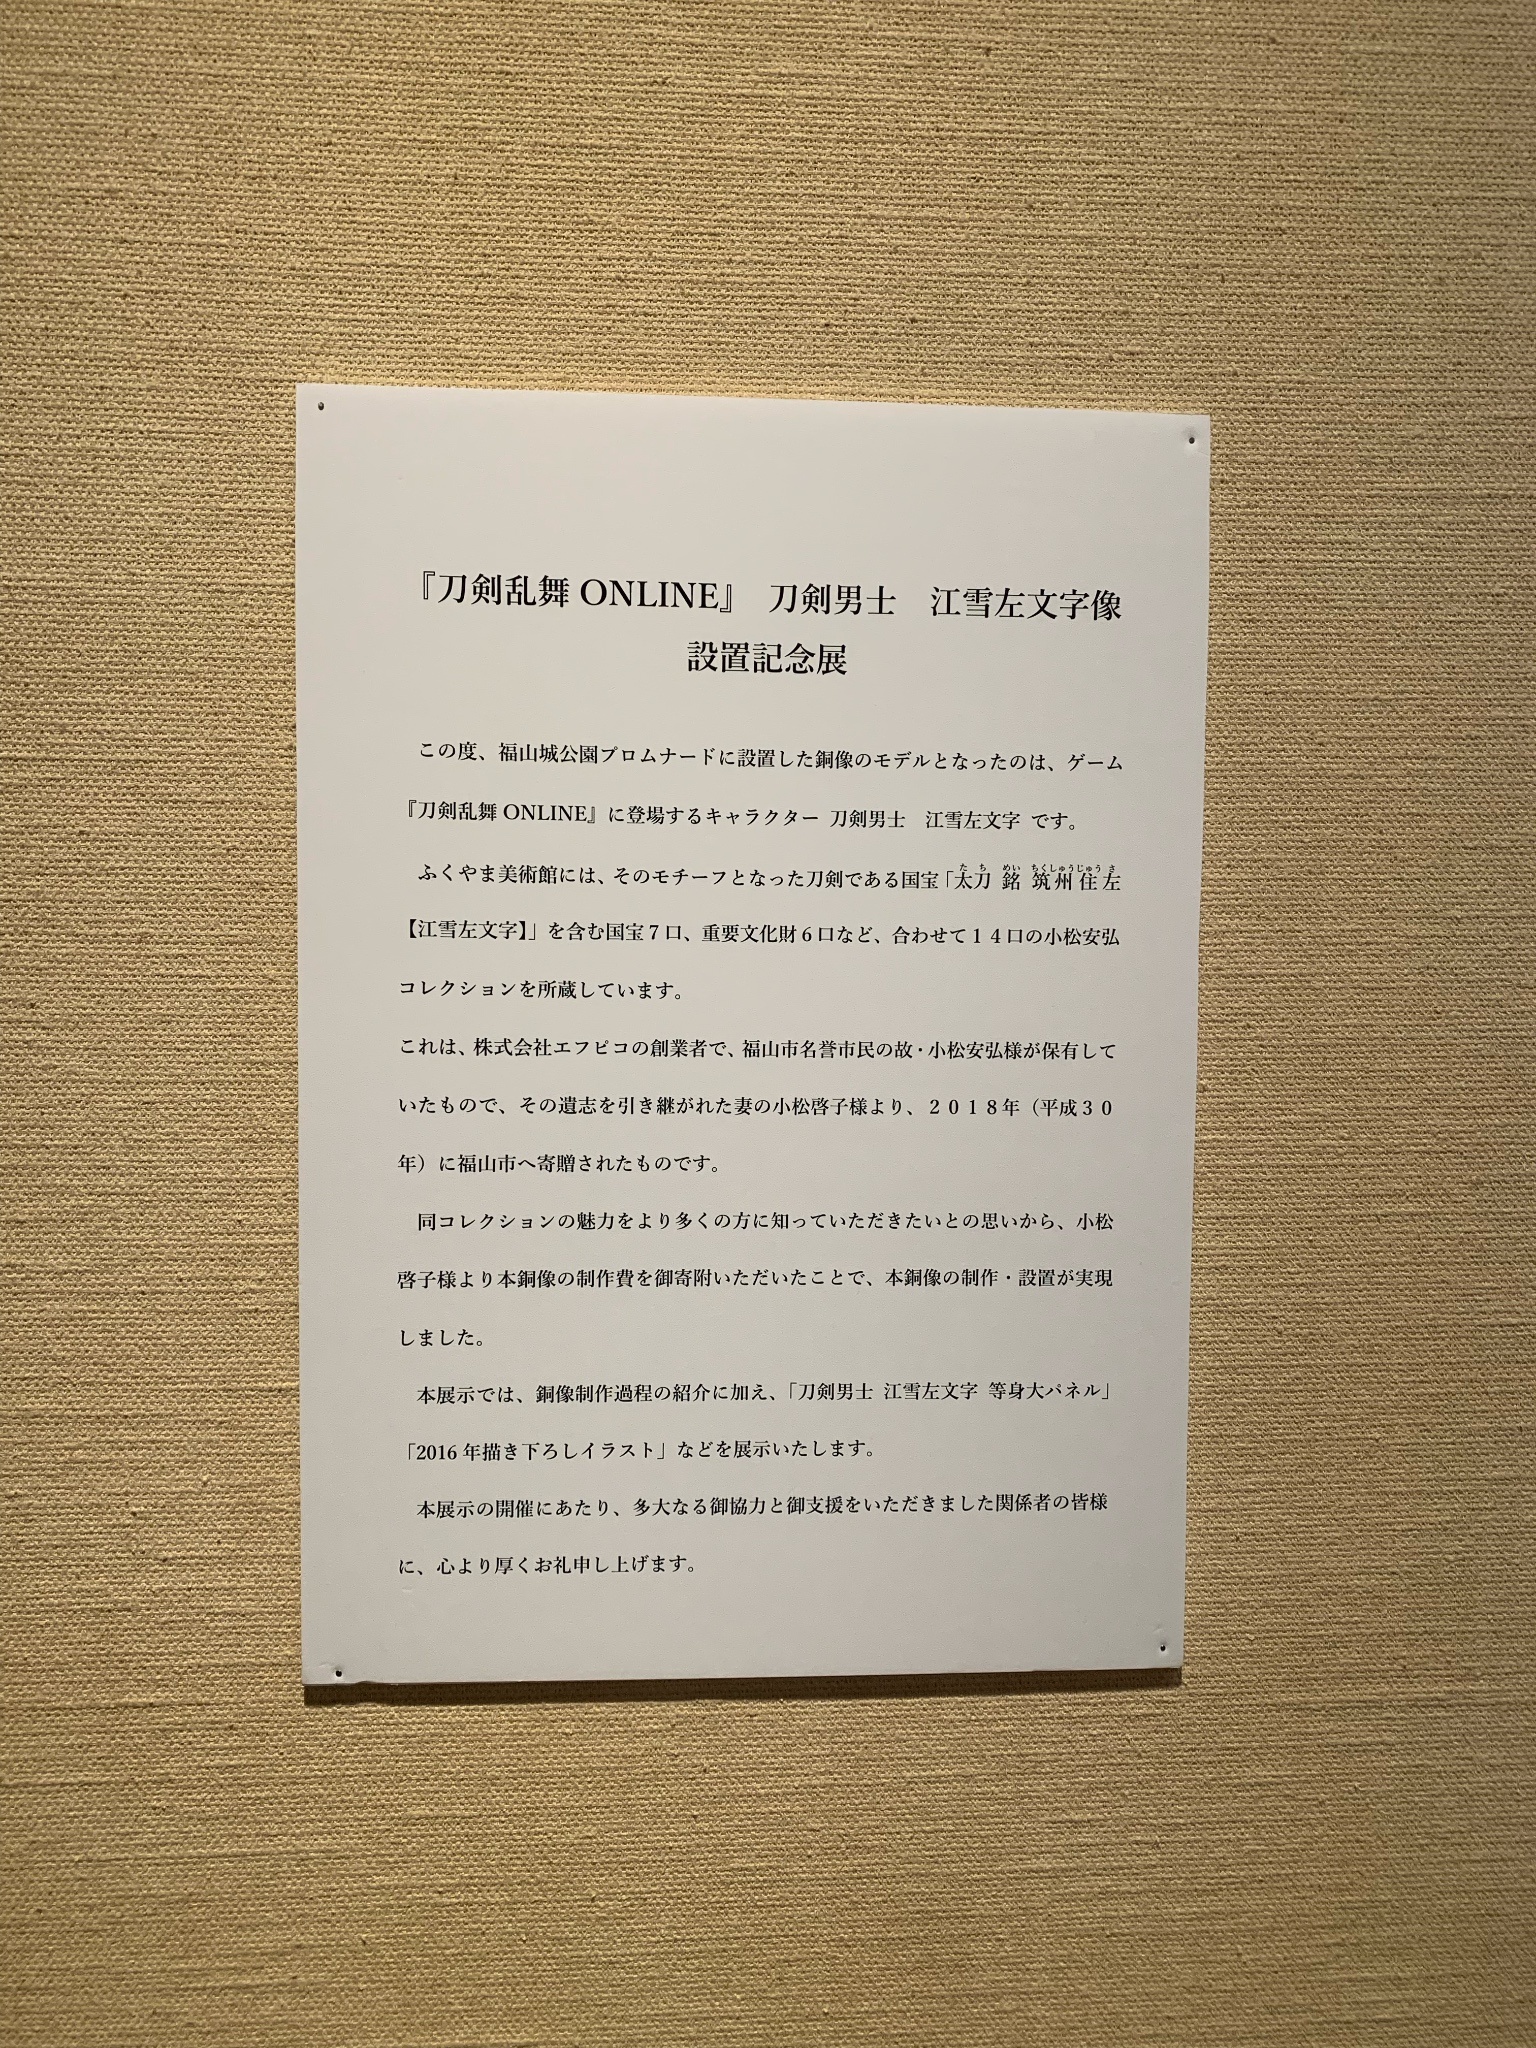 『刀剣乱舞 ONLINE』 刀剣男士　江雪左文字像
設置記念展
この度、福山城公園プロムナードに設置した銅像のモデルとなったのは、ゲーム
『刀剣乱舞 ONLINE』に登場するキャラクター 刀剣男士　江雪左文字 です。
たち めい ちくしゅうじゅう さ
ふくやま美術館には、そのモチーフとなった刀剣である国宝「太刀 銘 筑州住左
【江雪左文字】」を含む国宝７口、重要文化財６口など、合わせて１４口の小松安弘
コレクションを所蔵しています。
これは、株式会社エフピコの創業者で、福山市名誉市民の故・小松安弘様が保有して
いたもので、その遺志を引き継がれた妻の小松啓子様より、２０１８年（平成３０
年）に福山市へ寄贈されたものです。
同コレクションの魅力をより多くの方に知っていただきたいとの思いから、小松
啓子様より本銅像の制作費を御寄附いただいたことで、本銅像の制作・設置が実現
しました。
本展示では、銅像制作過程の紹介に加え、「刀剣男士 江雪左文字 等身大パネル」
「2016 年描き下ろしイラスト」などを展示いたします。
本展示の開催にあたり、多大なる御協力と御支援をいただきました関係者の皆様
に、心より厚くお礼申し上げます。